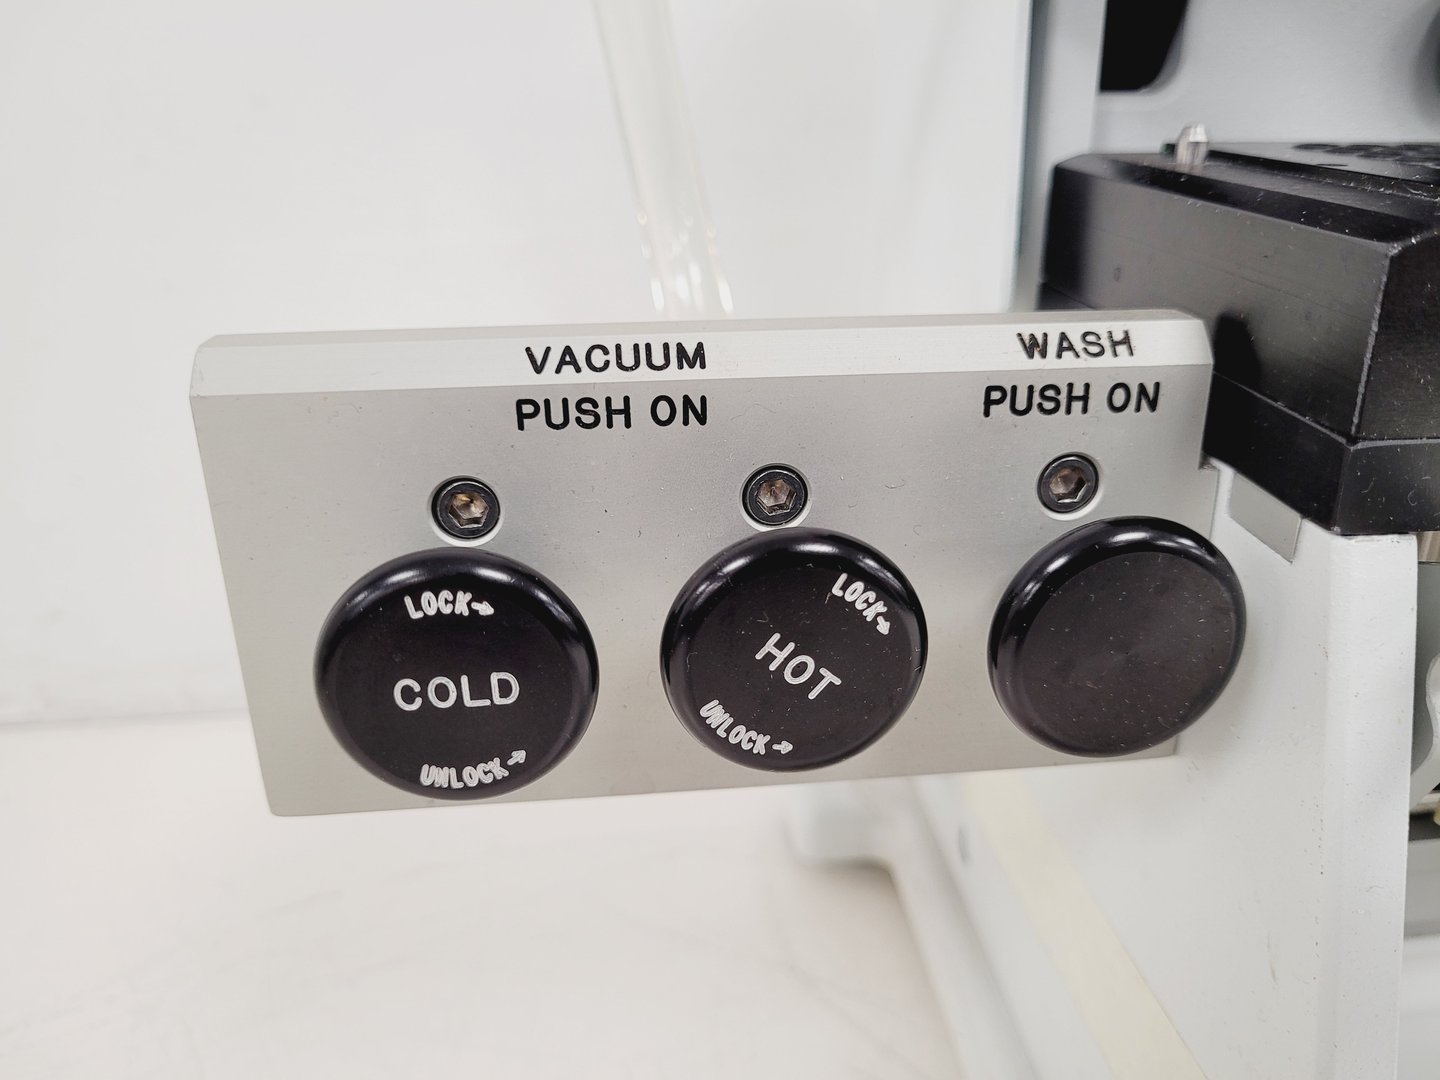 VACUUM
PUSH ON
WASH
PUSH ON
LOCK
COLD
UNLOCK
LOCK
HOT
UNLOCK